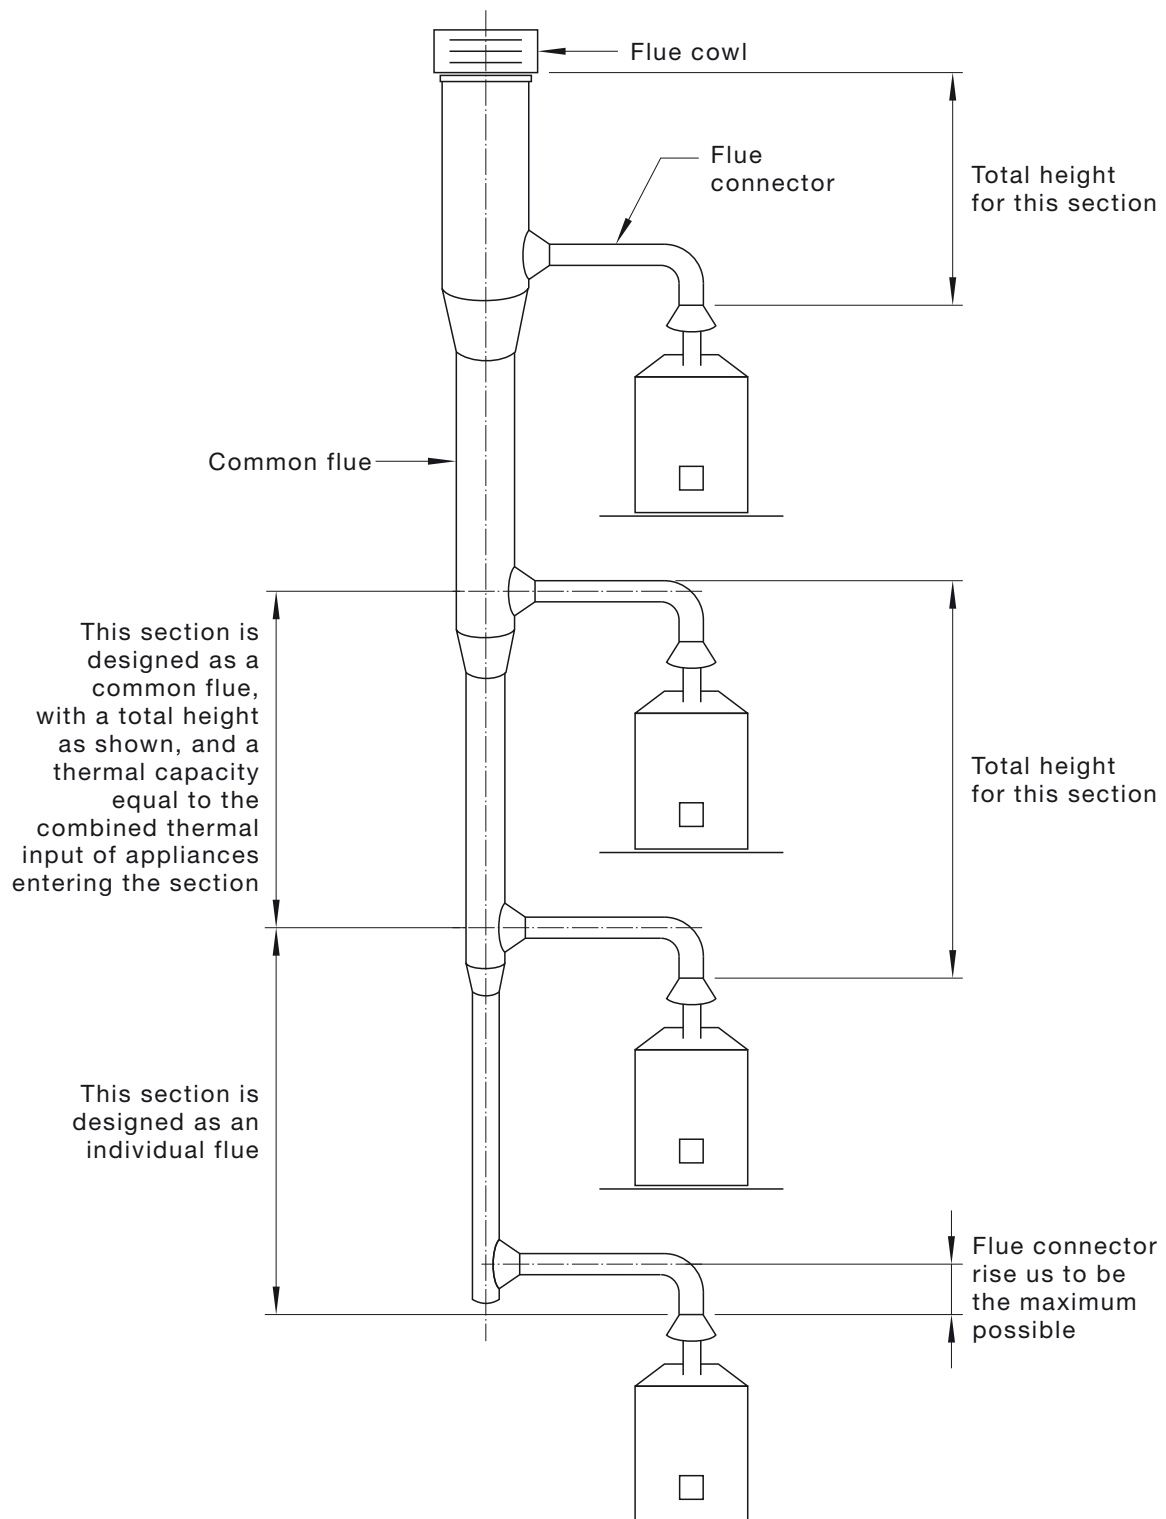 Flue cowl
Flue
connector
Total height
for this section
Common flue
This section is
designed as a
common flue,
with a total height
as shown, and a
thermal capacity
equal to the
combined thermal
input of appliances
entering the section
Total height
for this section
This section is
designed as an
individual flue
Flue connector
rise us to be
the maximum
possible